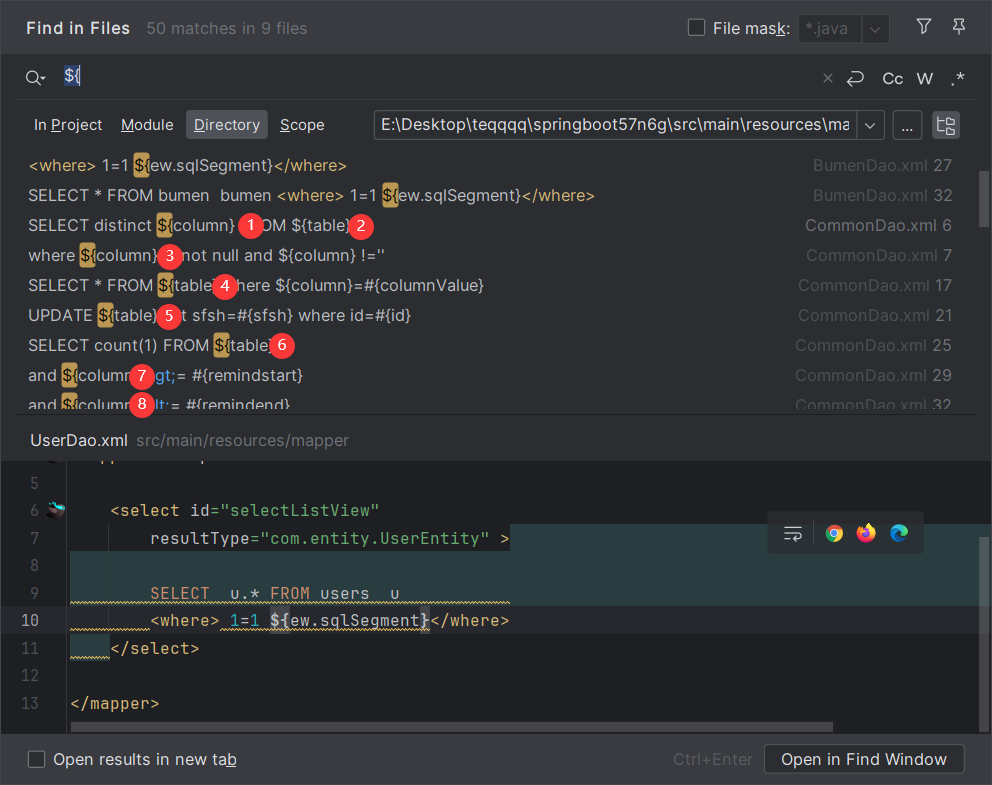 Find in Files 50 matches in 9 files File mask: *.java
${ × Cc W .*
In Project Module Directory Scope E:\Desktop\teqqqq\springboot57n6g\src\main\resources\ma ...
<where> 1=1 ${ew.sqlSegment}</where> BumenDao.xml 27
SELECT * FROM bumen bumen <where> 1=1 ${ew.sqlSegment}</where> BumenDao.xml 32
SELECT distinct ${column} 1 OM ${table} 2 CommonDao.xml 6
where ${column} 3 not null and ${column} !='' CommonDao.xml 7
SELECT * FROM ${table 4 here ${column}=#{columnValue} CommonDao.xml 17
UPDATE ${table} 5 t sfsh=#{sfsh} where id=#{id} CommonDao.xml 21
SELECT count(1) FROM ${table 6 CommonDao.xml 25
and ${column 7 gt;= #{remindstart} CommonDao.xml 29
and ${column 8 lt;= #{remindend} CommonDao.xml 32
UserDao.xml src/main/resources/mapper
5
6 <select id="selectListView"
7 resultType="com.entity.UserEntity" >
8
9 SELECT u.* FROM users u
10 <where> 1=1 ${ew.sqlSegment}</where>
11 </select>
12
13 </mapper>
Open results in new tab Ctrl+Enter Open in Find Window